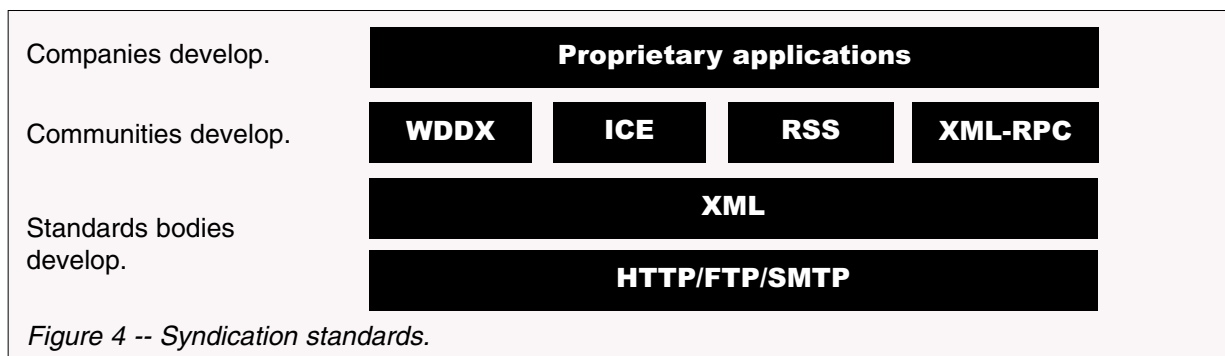 Companies develop.
Proprietary applications
Communities develop.
WDDX
ICE
RSS
XML-RPC
Standards bodies
develop.
XML
HTTP/FTP/SMTP
Figure 4 -- Syndication standards.